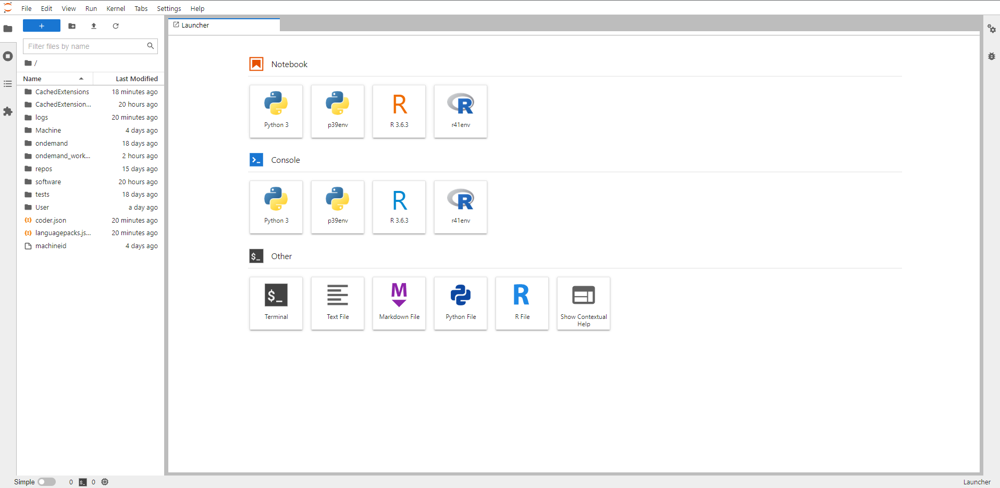 File Edit View Run Kernel Tabs Settings Help
+
Filter files by name
/
Name Last Modified
CachedExtensions 18 minutes ago
CachedExtension... 20 hours ago
logs 20 minutes ago
Machine 4 days ago
ondemand 18 days ago
ondemand_work... 2 hours ago
repos 15 days ago
software 20 hours ago
tests 18 days ago
User a day ago
coder.json 20 minutes ago
languagepacks.js... 20 minutes ago
machineid 4 days ago
Launcher
Notebook
Python 3 p39env R R 3.6.3 R r41env
>_ Console
Python 3 p39env R R 3.6.3 R r41env
$_ Other
$_ Terminal Text File M Markdown File Python File R R File Show Contextual
Help
Simple 0 $_ 0 Launcher